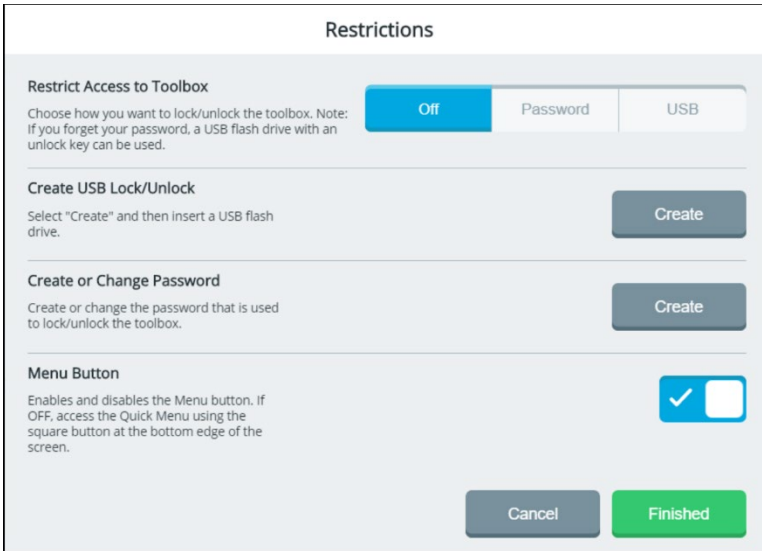 Restrictions
Restrict Access to Toolbox
Choose how you want to lock/unlock the toolbox. Note:
If you forget your password, a USB flash drive with an
unlock key can be used.
Off
Password
USB
Create USB Lock/Unlock
Select "Create" and then insert a USB flash
drive.
Create
Create or Change Password
Create or change the password that is used
to lock/unlock the toolbox.
Create
Menu Button
Enables and disables the Menu button. If
OFF, access the Quick Menu using the
square button at the bottom edge of the
screen.
Cancel
Finished